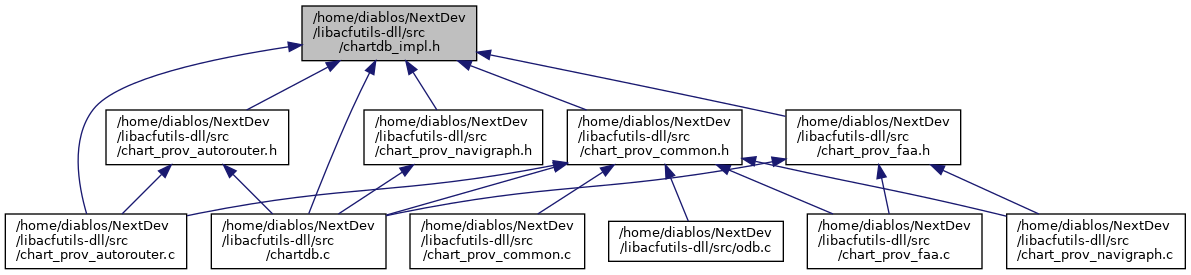 /home/diablos/NextDev
/libacfutils-dll/src
/chartdb_impl.h
/home/diablos/NextDev
/libacfutils-dll/src
/chart_prov_autorouter.h
/home/diablos/NextDev
/libacfutils-dll/src
/chart_prov_navigraph.h
/home/diablos/NextDev
/libacfutils-dll/src
/chart_prov_common.h
/home/diablos/NextDev
/libacfutils-dll/src
/chart_prov_faa.h
/home/diablos/NextDev
/libacfutils-dll/src
/chart_prov_autorouter.c
/home/diablos/NextDev
/libacfutils-dll/src
/chartdb.c
/home/diablos/NextDev
/libacfutils-dll/src
/chart_prov_common.c
/home/diablos/NextDev
/libacfutils-dll/src/odb.c
/home/diablos/NextDev
/libacfutils-dll/src
/chart_prov_faa.c
/home/diablos/NextDev
/libacfutils-dll/src
/chart_prov_navigraph.c